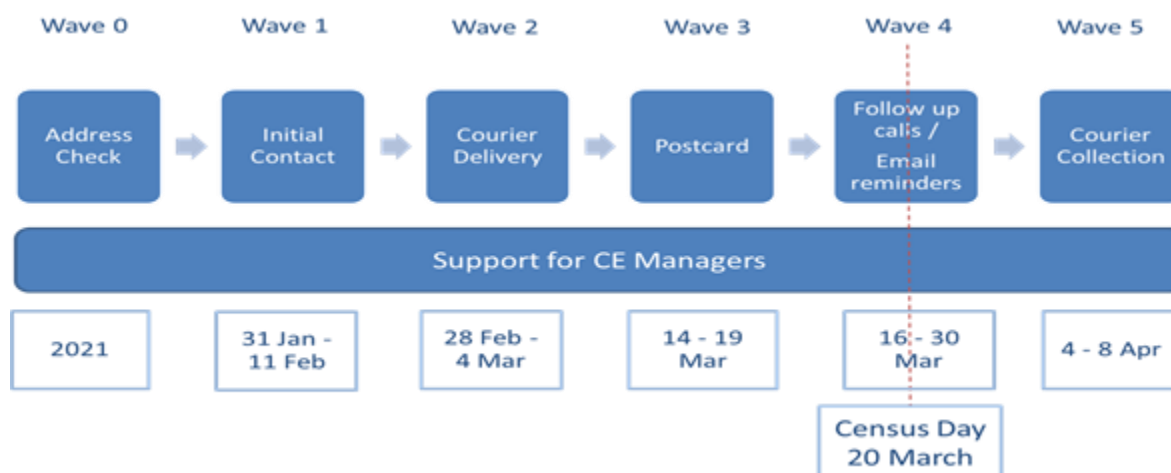 Wave 0
Wave 1
Wave 2
Wave 3
Wave 4
Wave 5
Address
Check
Initial
Contact
Courier
Delivery
Postcard
Follow up
calls /
Email
reminders
Courier
Collection
Support for CE Managers
2021
31 Jan -
11 Feb
28 Feb -
4 Mar
14 - 19
Mar
16 - 30
Mar
4 - 8 Apr
Census Day
20 March